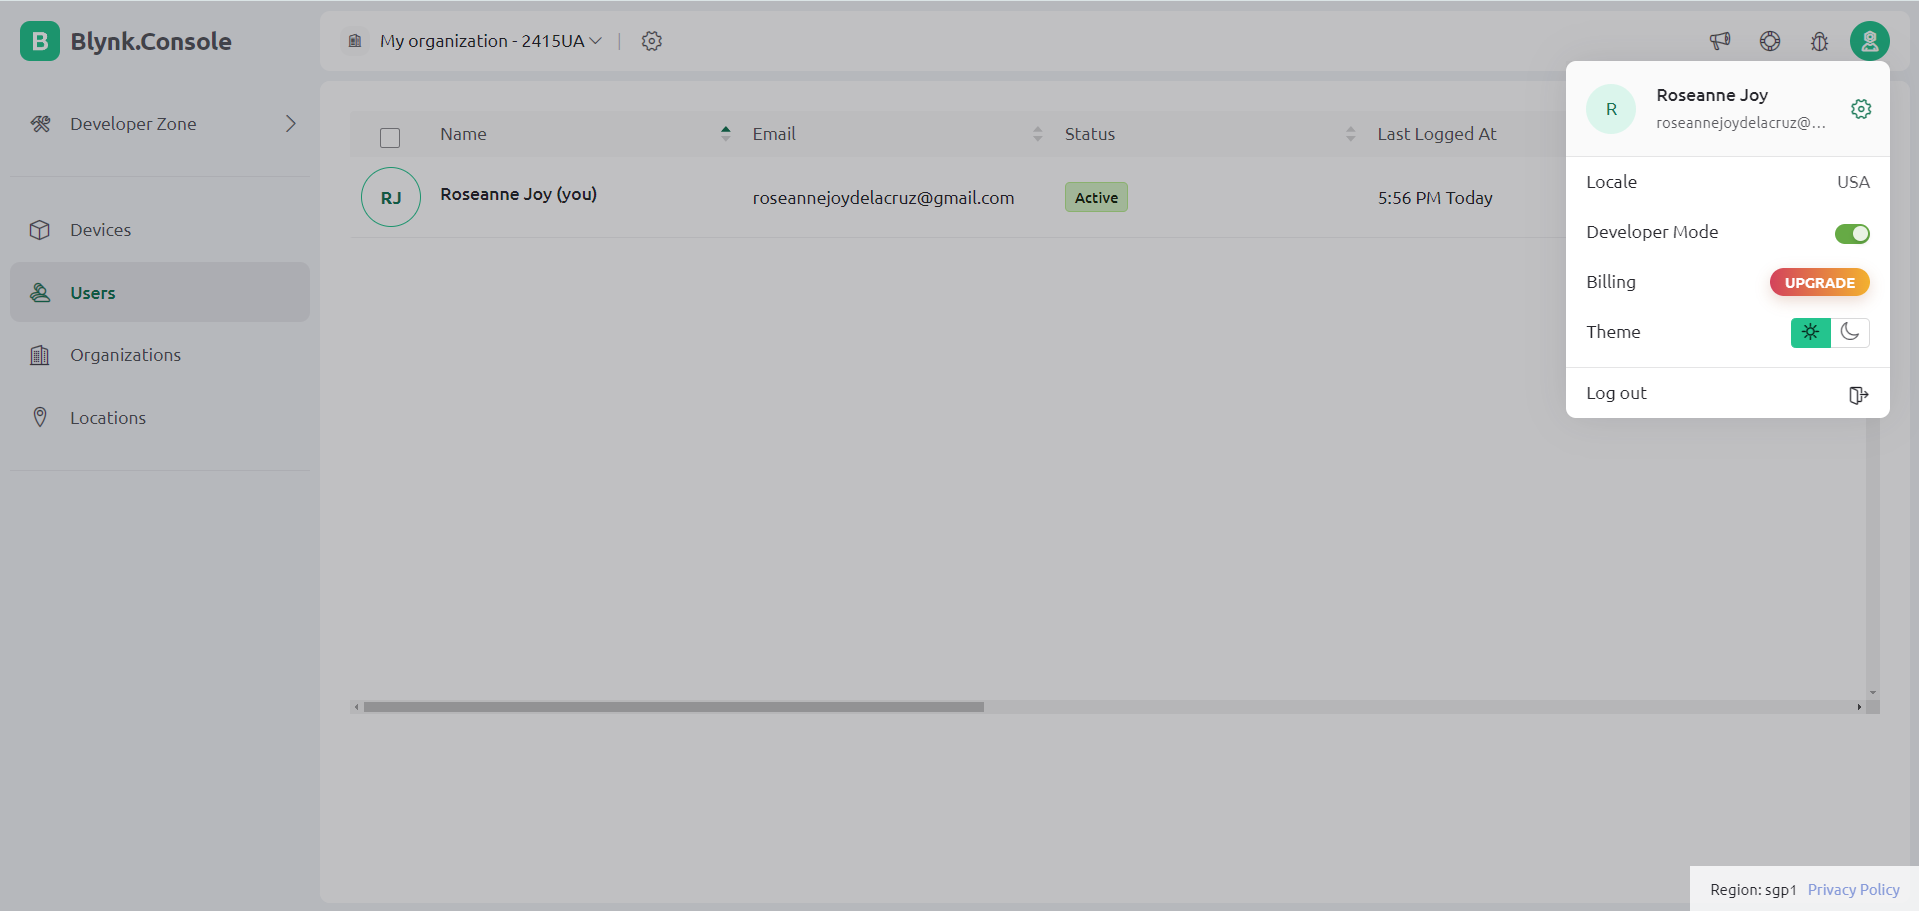 B Blynk.Console
My organization - 2415UA
Developer Zone
Devices
Users
Organizations
Locations
Name Email Status Last Logged At
RJ Roseanne Joy (you) roseannejoydelacruz@gmail.com Active 5:56 PM Today
R
Roseanne Joy
roseannejoydelacruz@...
Locale USA
Developer Mode
Billing UPGRADE
Theme
Log out
Region: sgp1 Privacy Policy